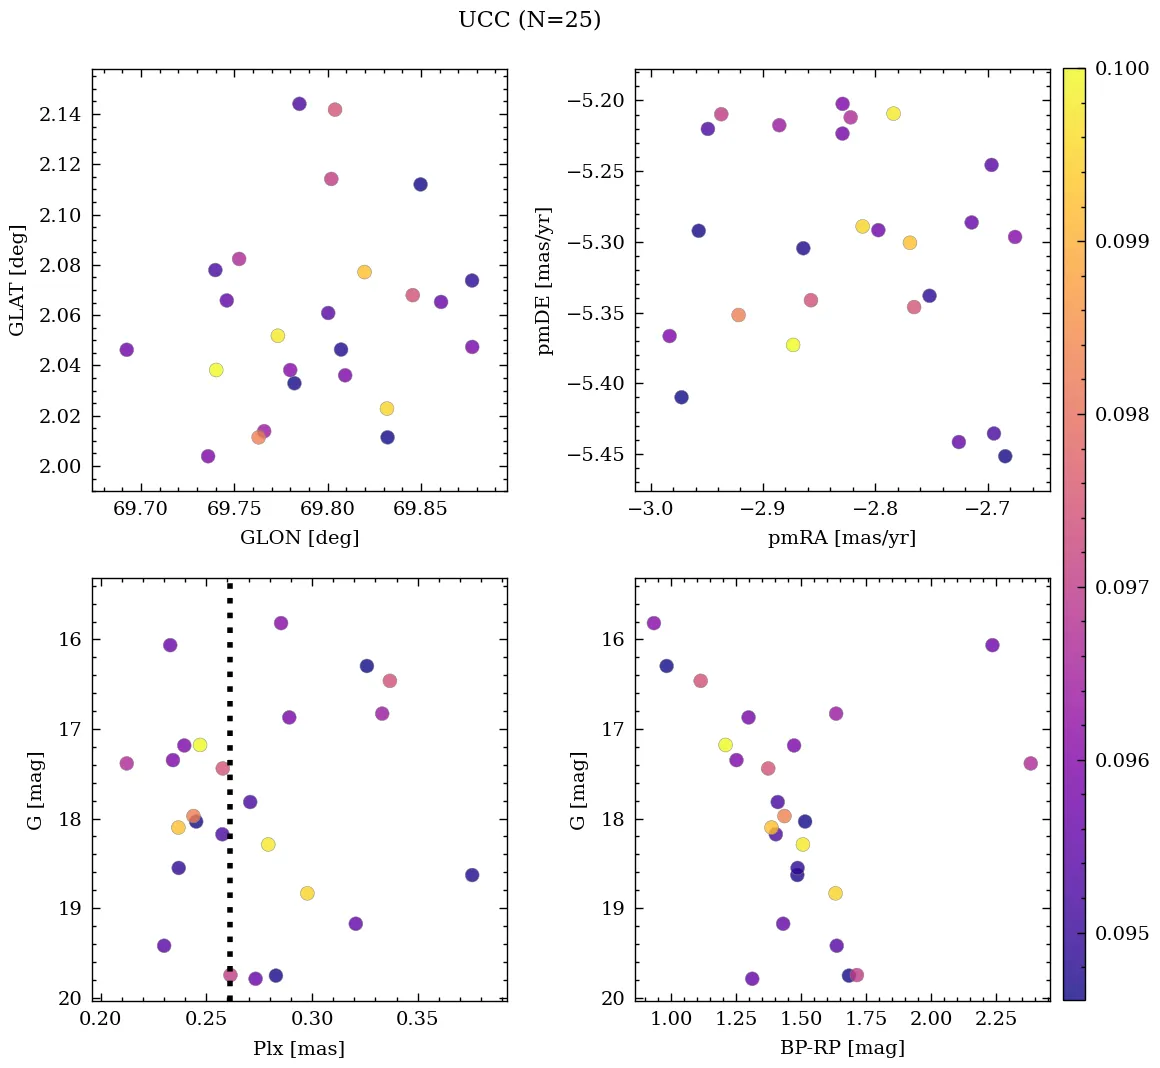 UCC (N=25)
2.14
2.12
2.10
2.08
2.06
2.04
2.02
2.00
GLAT [deg]
69.70 69.75 69.80 69.85
GLON [deg]
−5.20
−5.25
−5.30
−5.35
−5.40
−5.45
pmDE [mas/yr]
−3.0 −2.9 −2.8 −2.7
pmRA [mas/yr]
16
17
18
19
20
G [mag]
0.20 0.25 0.30 0.35
Plx [mas]
16
17
18
19
20
G [mag]
1.00 1.25 1.50 1.75 2.00 2.25
BP-RP [mag]
0.100
0.099
0.098
0.097
0.096
0.095